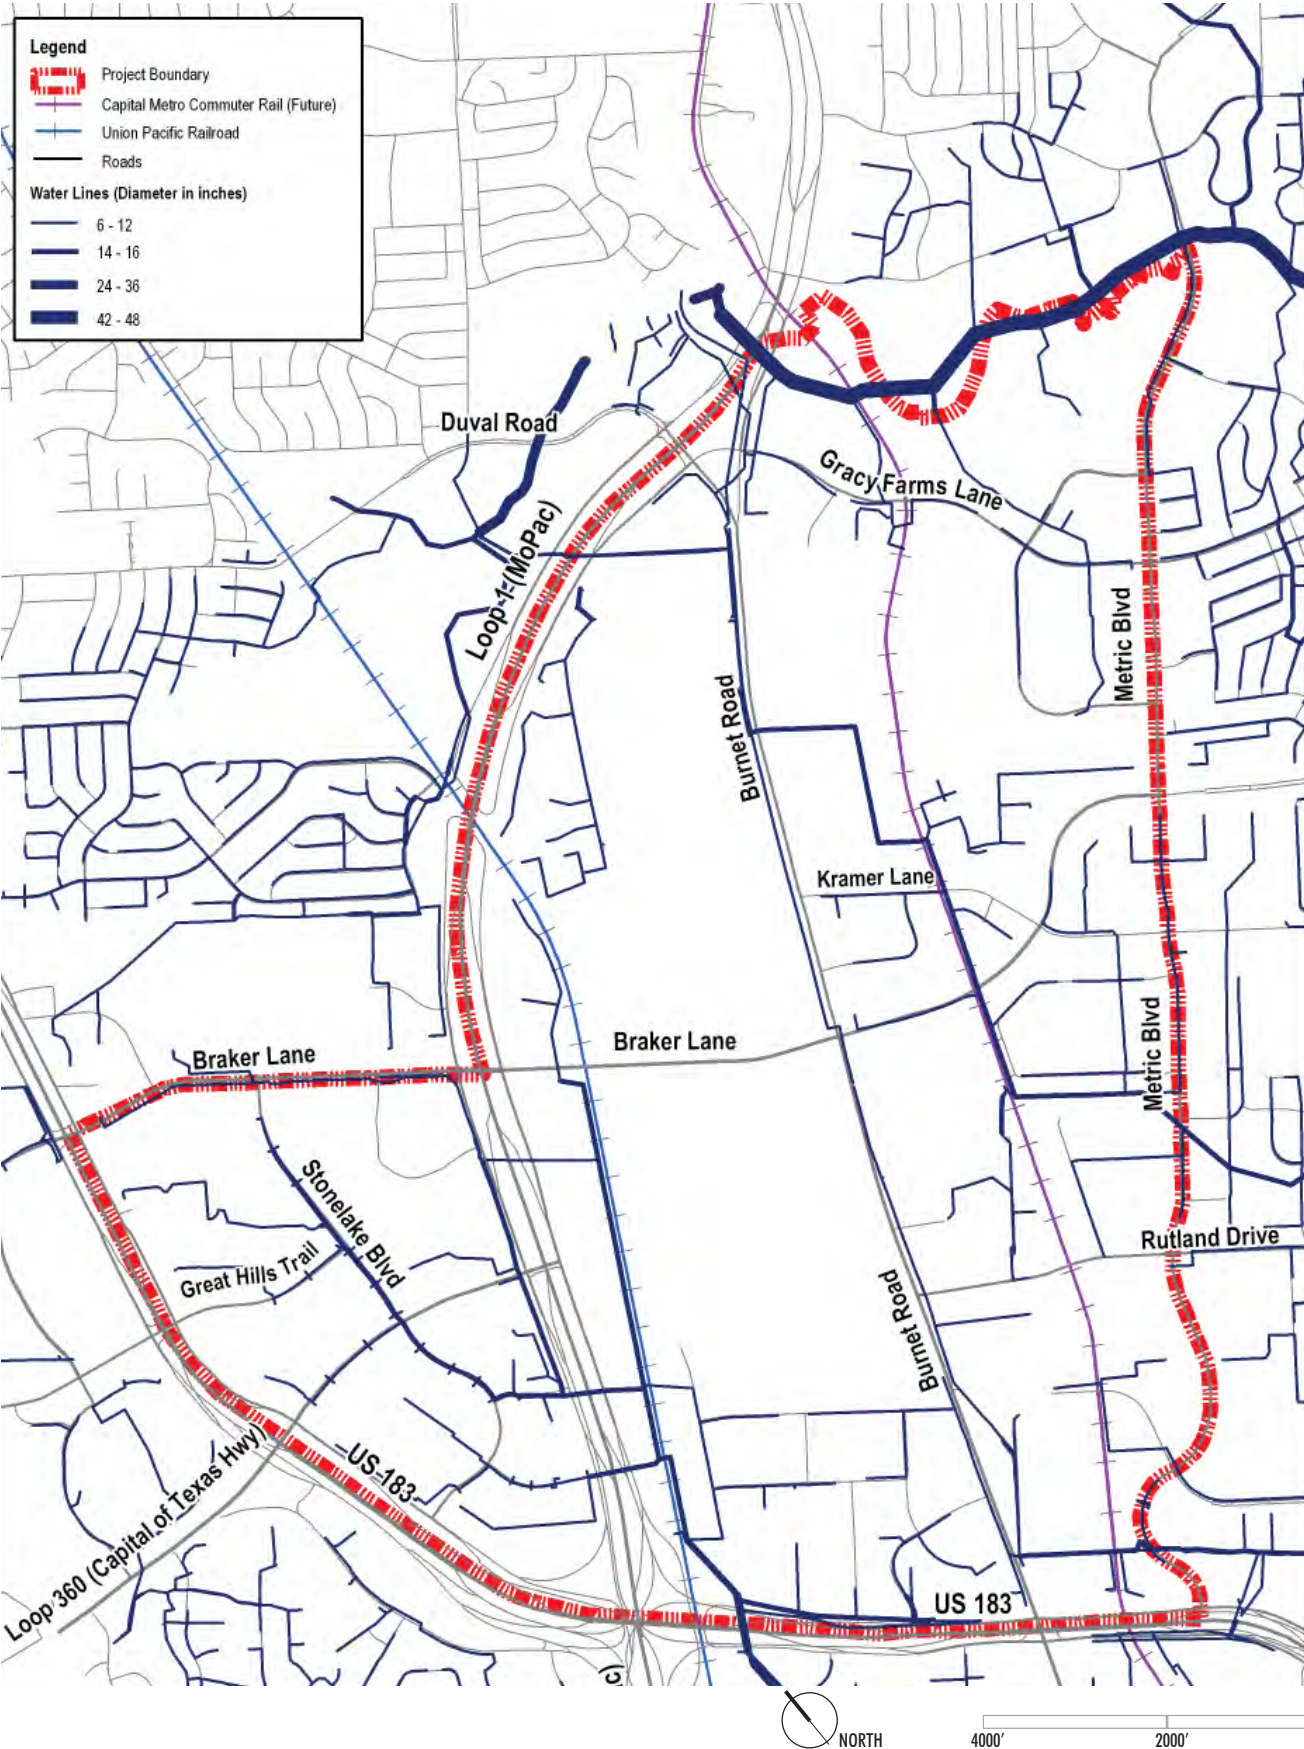 Legend
Project Boundary
Capital Metro Commuter Rail (Future)
Union Pacific Railroad
Roads
Water Lines (Diameter in inches)
6 - 12
14 - 16
24 - 36
42 - 48
Duval Road
Gracy Farms Lane
Loop 1 (MoPac)
Metric Blvd
Burnet Road
Kramer Lane
Braker Lane
Braker Lane
Metric Blvd
Stonelake Blvd
Great Hills Trail
Rutland Drive
Burnet Road
US 183
Loop 360 (Capital of Texas Hwy)
US 183
c)
NORTH
4000'
2000'